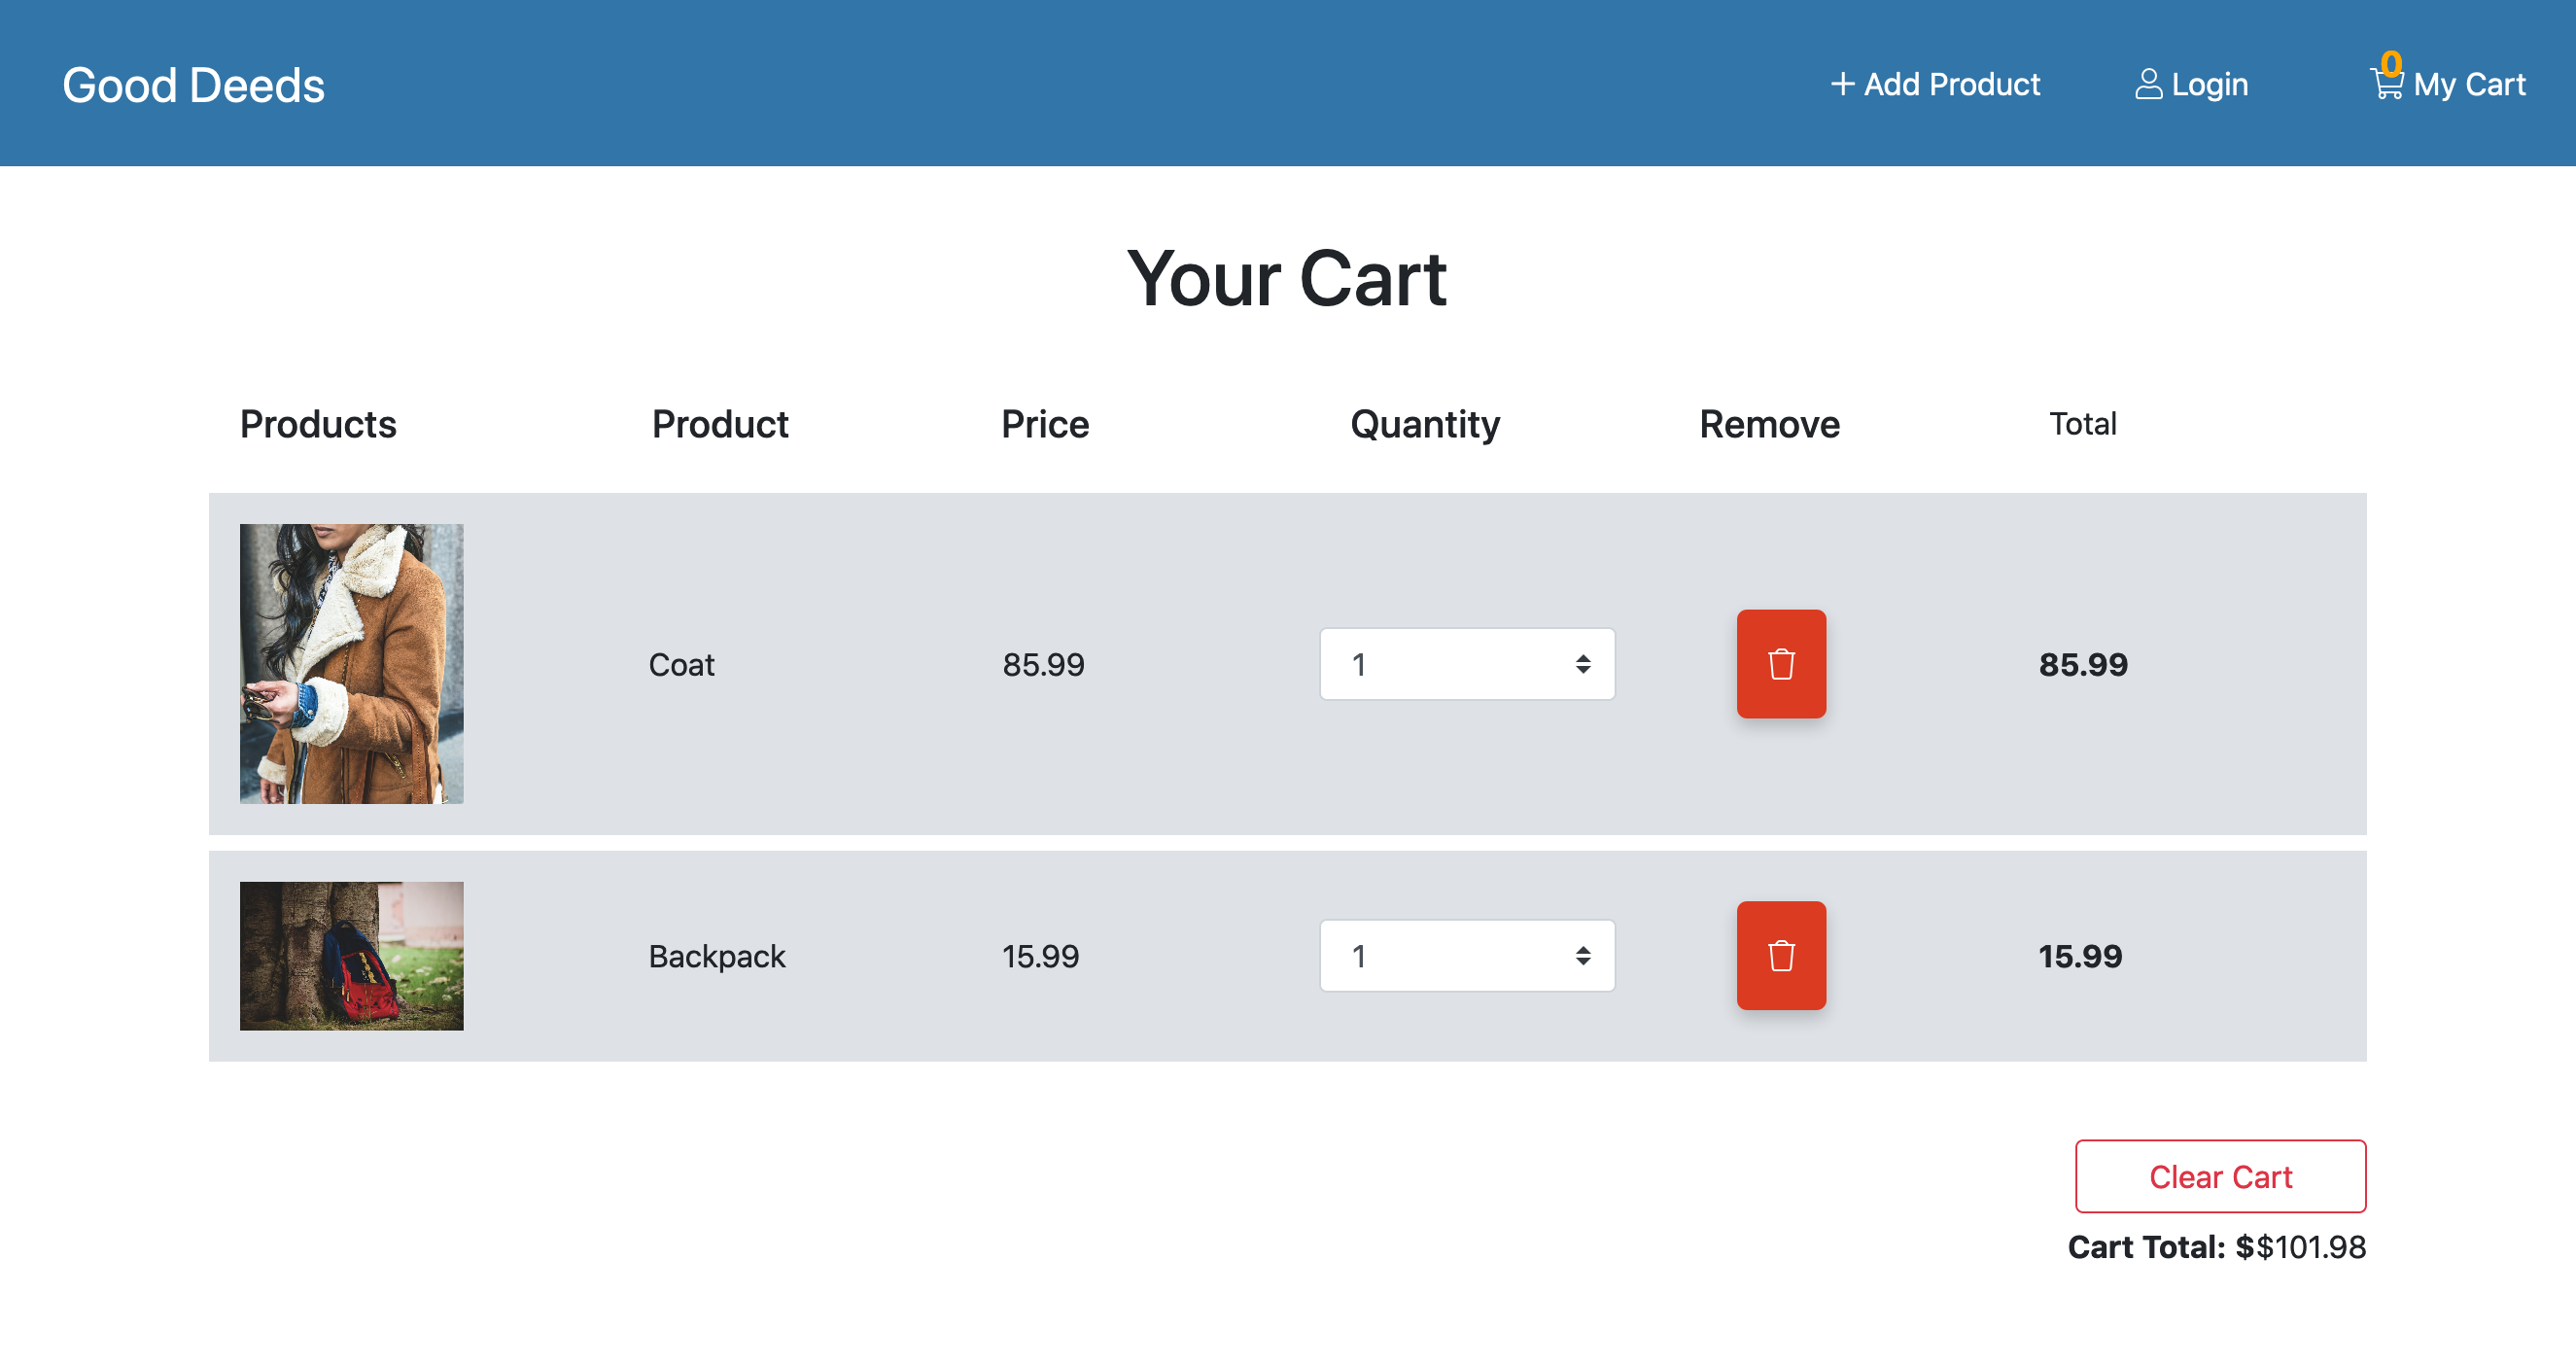 Good Deeds
Add Product Login 0 My Cart
Your Cart
Products Product Price Quantity Remove Total
Coat 85.99 1 85.99
Backpack 15.99 1 15.99
Clear Cart
Cart Total: $$101.98